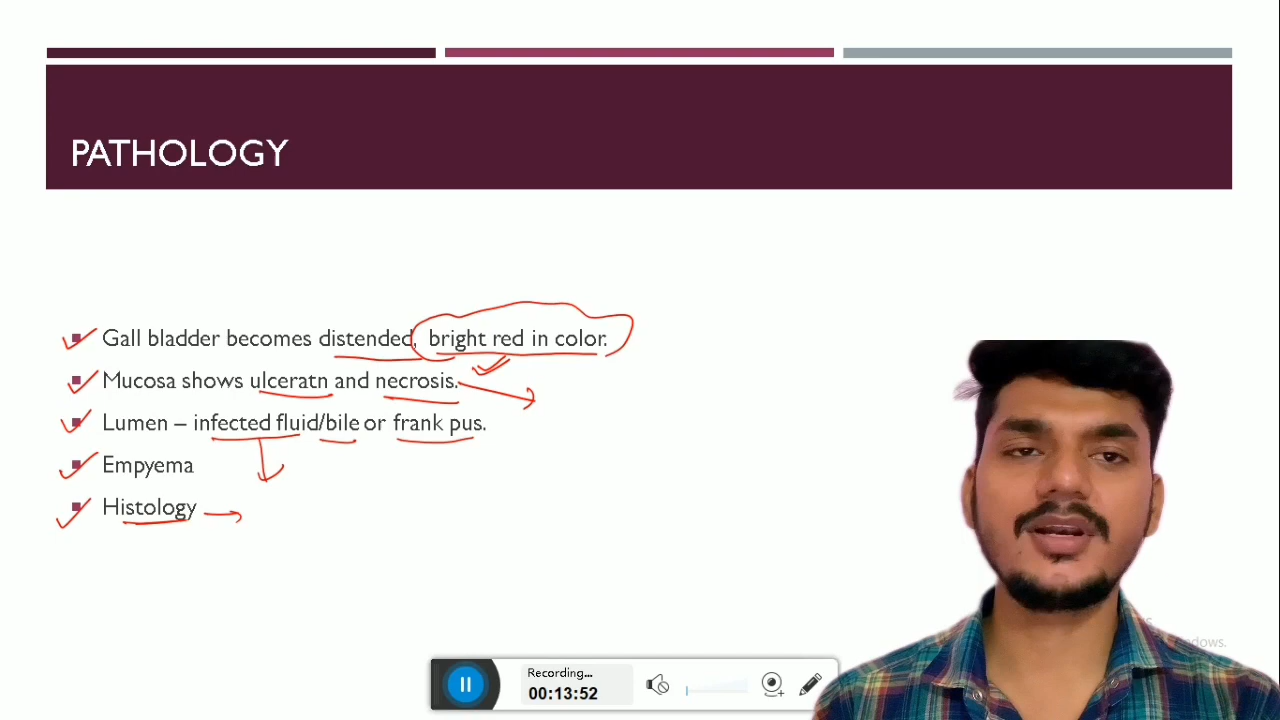 PATHOLOGY
Gall bladder becomes distended, bright red in color.
Mucosa shows ulceratn and necrosis.
Lumen – infected fluid/bile or frank pus.
Empyema
Histology
Recording...
00:13:52